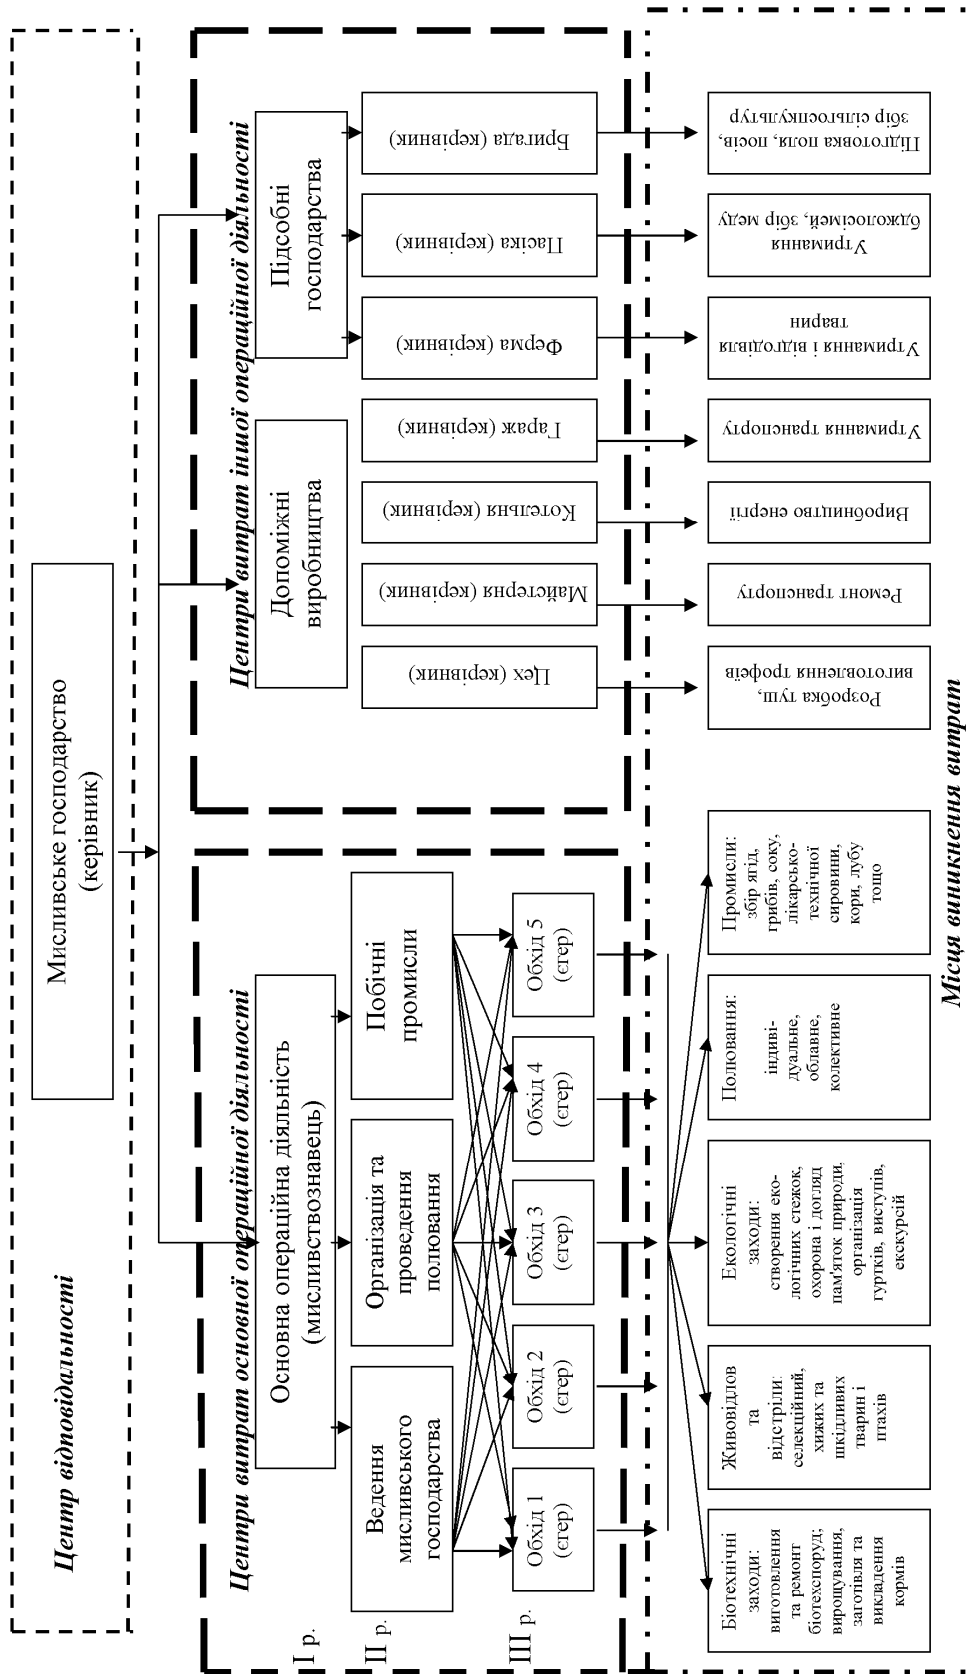 Мисливське господарство
(керівник)
Центр відповідальності
Центри витрат основної операційної діяльності
І р.
Основна операційна діяльність
(мисливствознавець)
ІІ р.
Ведення
мисливського
господарства
Організація та
проведення
полювання
Побічні
промисли
ІІІ р.
Обхід 1
(єгер)
Обхід 2
(єгер)
Обхід 3
(єгер)
Обхід 4
(єгер)
Обхід 5
(єгер)
Центри витрат іншої операційної діяльності
Допоміжні
виробництва
Підсобні
господарства
Цех (керівник)
Майстерня (керівник)
Котельня (керівник)
Гараж (керівник)
Ферма (керівник)
Пасіка (керівник)
Бригада (керівник)
Біотехнічні
заходи:
виготовлення
та ремонт
біотехспоруд;
вирощування,
заготівля та
викладення
кормів
Живовідлов
та
відстріли:
селекційний,
хижих та
шкідливих
тварин і
птахів
Екологічні
заходи:
створення еко-
логічних стежок,
охорона і догляд
пам'яток природи,
організація
гуртків, виступів,
екскурсій
Полювання:
індиві-
дуальне,
облавне,
колективне
Промисли:
збір ягід,
грибів, соку,
лікарсько-
технічної
сировини,
кори, лубу
тощо
Розробка туш,
виготовлення трофеїв
Ремонт транспорту
Виробництво енергії
Утримання транспорту
Утримання і відгодівля
тварин
Утримання
бджолосімей, збір меду
Підготовка поля, посів,
збір сільгоспкультур
Місця виникнення витрат